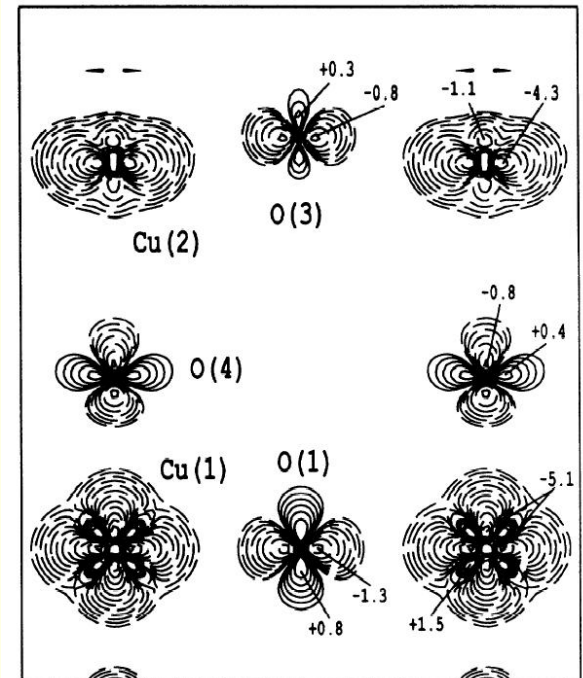 +0.3
-0.8
-1.1
-4.3
O(3)
Cu(2)
-0.8
+0.4
O(4)
Cu(1)
O(1)
-5.1
-1.3
+0.8
+1.5